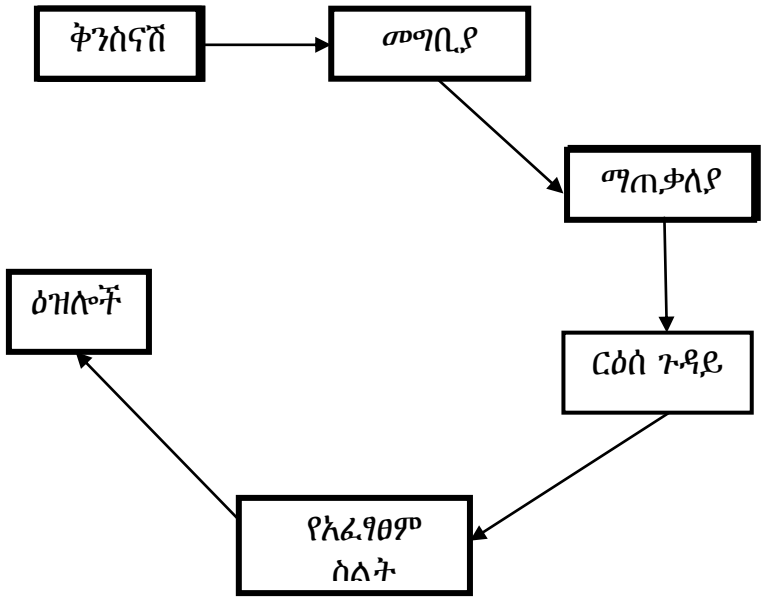 ቅንስናሽ
መግቢያ
ማጠቃለያ
ርዕሰ ጉዳይ
የአፈፃፀም
ስልት
ዕዝሎች